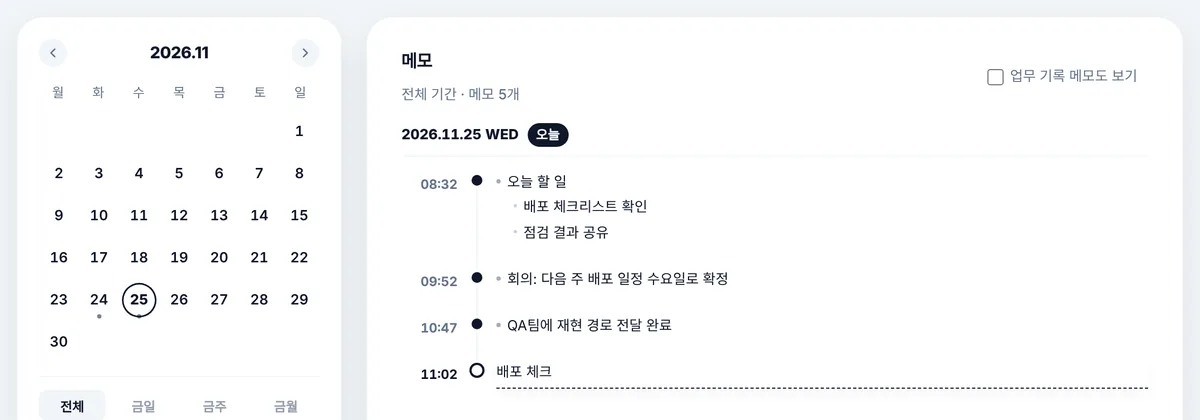 2026.11
월 화 수 목 금 토 일
1
2 3 4 5 6 7 8
9 10 11 12 13 14 15
16 17 18 19 20 21 22
23 24 25 26 27 28 29
30
전체 금일 금주 금월
메모
전체 기간 · 메모 5개
업무 기록 메모도 보기
2026.11.25 WED 오늘
08:32 • 오늘 할 일
• 배포 체크리스트 확인
• 점검 결과 공유
09:52 • 회의: 다음 주 배포 일정 수요일로 확정
10:47 • QA팀에 재현 경로 전달 완료
11:02 배포 체크